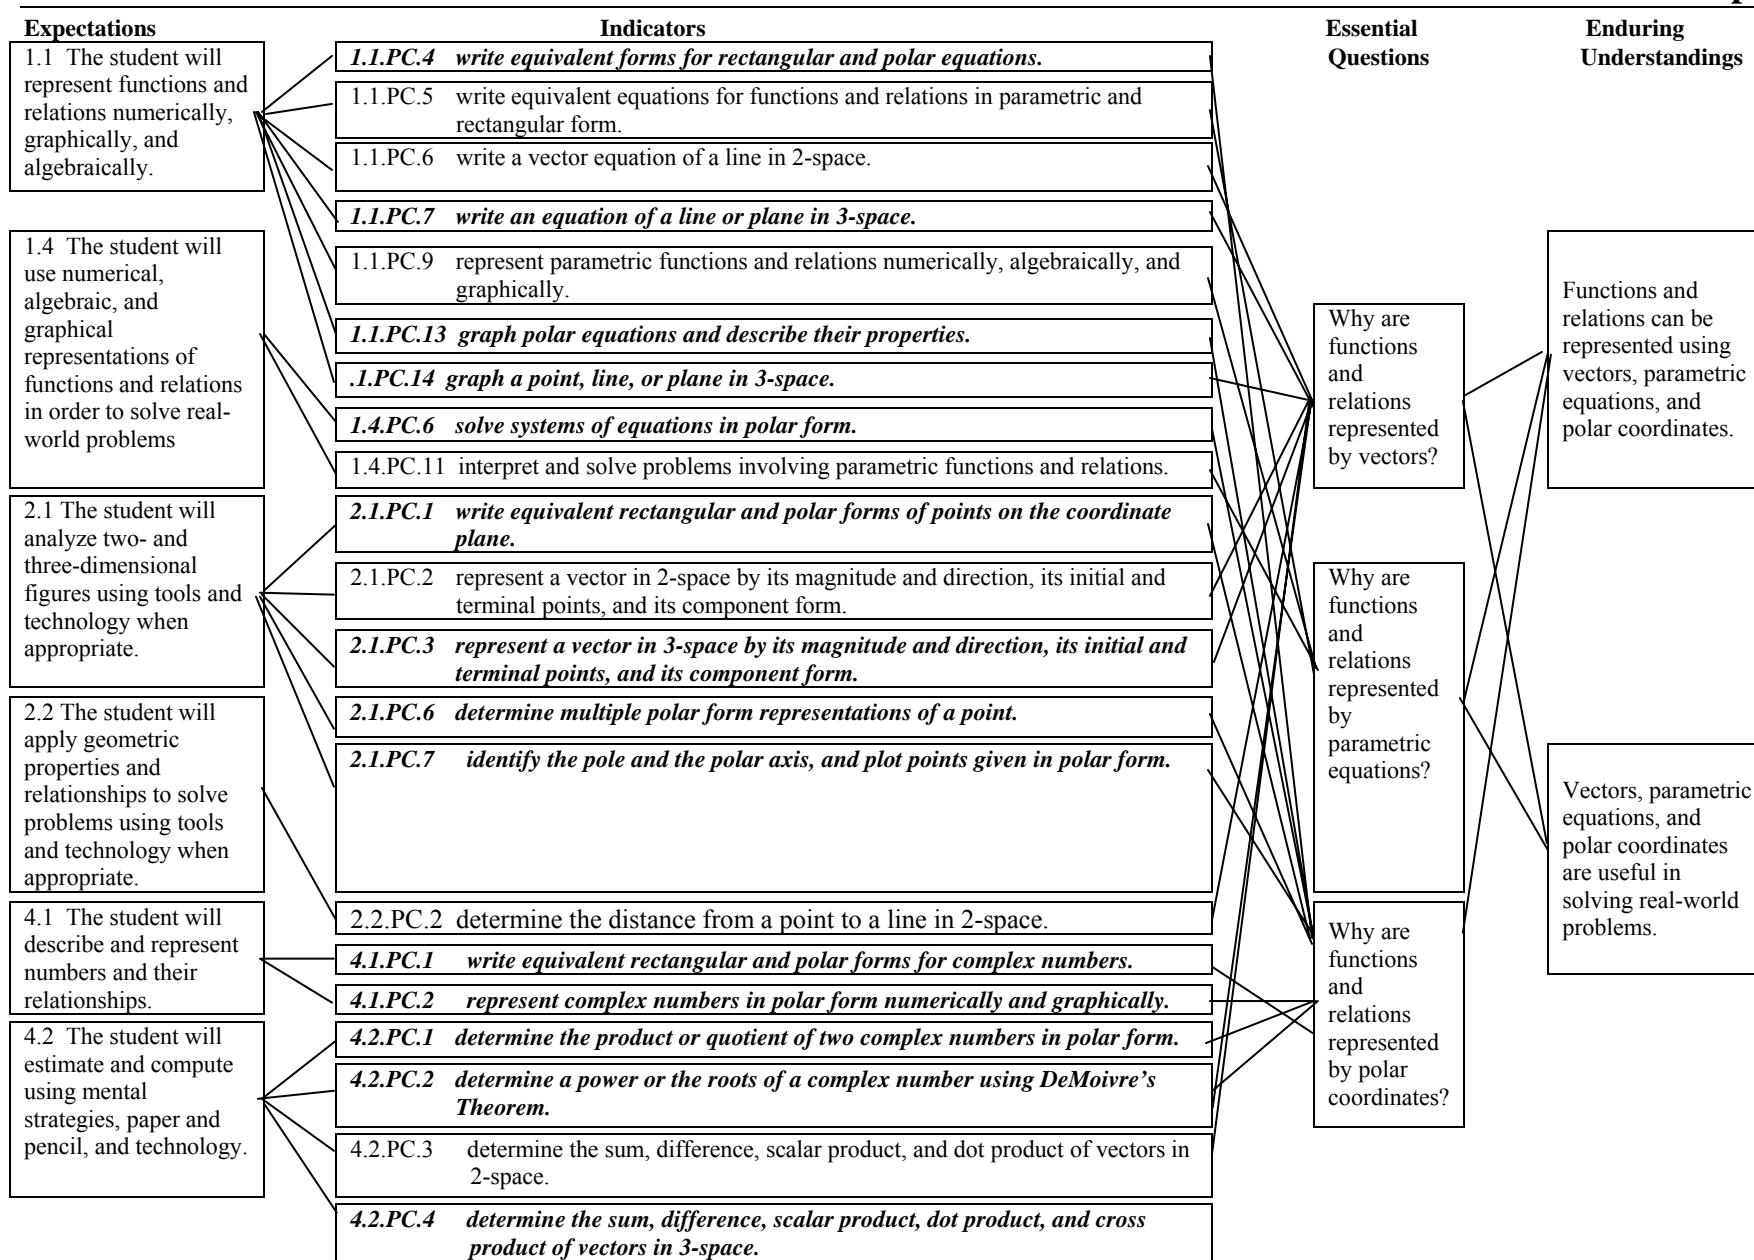 Expectations
Indicators
Essential
Questions
Enduring
Understandings
1.1 The student will
represent functions and
relations numerically,
graphically, and
algebraically.
1.4 The student will
use numerical,
algebraic, and
graphical
representations of
functions and relations
in order to solve real-
world problems
2.1 The student will
analyze two- and
three-dimensional
figures using tools and
technology when
appropriate.
2.2 The student will
apply geometric
properties and
relationships to solve
problems using tools
and technology when
appropriate.
4.1 The student will
describe and represent
numbers and their
relationships.
4.2 The student will
estimate and compute
using mental
strategies, paper and
pencil, and technology.
1.1.PC.4 write equivalent forms for rectangular and polar equations.
1.1.PC.5 write equivalent equations for functions and relations in parametric and
rectangular form.
1.1.PC.6 write a vector equation of a line in 2-space.
1.1.PC.7 write an equation of a line or plane in 3-space.
1.1.PC.9 represent parametric functions and relations numerically, algebraically, and
graphically.
1.1.PC.13 graph polar equations and describe their properties.
.1.PC.14 graph a point, line, or plane in 3-space.
1.4.PC.6 solve systems of equations in polar form.
1.4.PC.11 interpret and solve problems involving parametric functions and relations.
2.1.PC.1 write equivalent rectangular and polar forms of points on the coordinate
plane.
2.1.PC.2 represent a vector in 2-space by its magnitude and direction, its initial and
terminal points, and its component form.
2.1.PC.3 represent a vector in 3-space by its magnitude and direction, its initial and
terminal points, and its component form.
2.1.PC.6 determine multiple polar form representations of a point.
2.1.PC.7 identify the pole and the polar axis, and plot points given in polar form.
2.2.PC.2 determine the distance from a point to a line in 2-space.
4.1.PC.1 write equivalent rectangular and polar forms for complex numbers.
4.1.PC.2 represent complex numbers in polar form numerically and graphically.
4.2.PC.1 determine the product or quotient of two complex numbers in polar form.
4.2.PC.2 determine a power or the roots of a complex number using DeMoivre's
Theorem.
4.2.PC.3 determine the sum, difference, scalar product, and dot product of vectors in
2-space.
4.2.PC.4 determine the sum, difference, scalar product, dot product, and cross
product of vectors in 3-space.
Why are
functions
and
relations
represented
by vectors?
Why are
functions
and
relations
represented
by
parametric
equations?
Why are
functions
and
relations
represented
by polar
coordinates?
Functions and
relations can be
represented using
vectors, parametric
equations, and
polar coordinates.
Vectors, parametric
equations, and
polar coordinates
are useful in
solving real-world
problems.